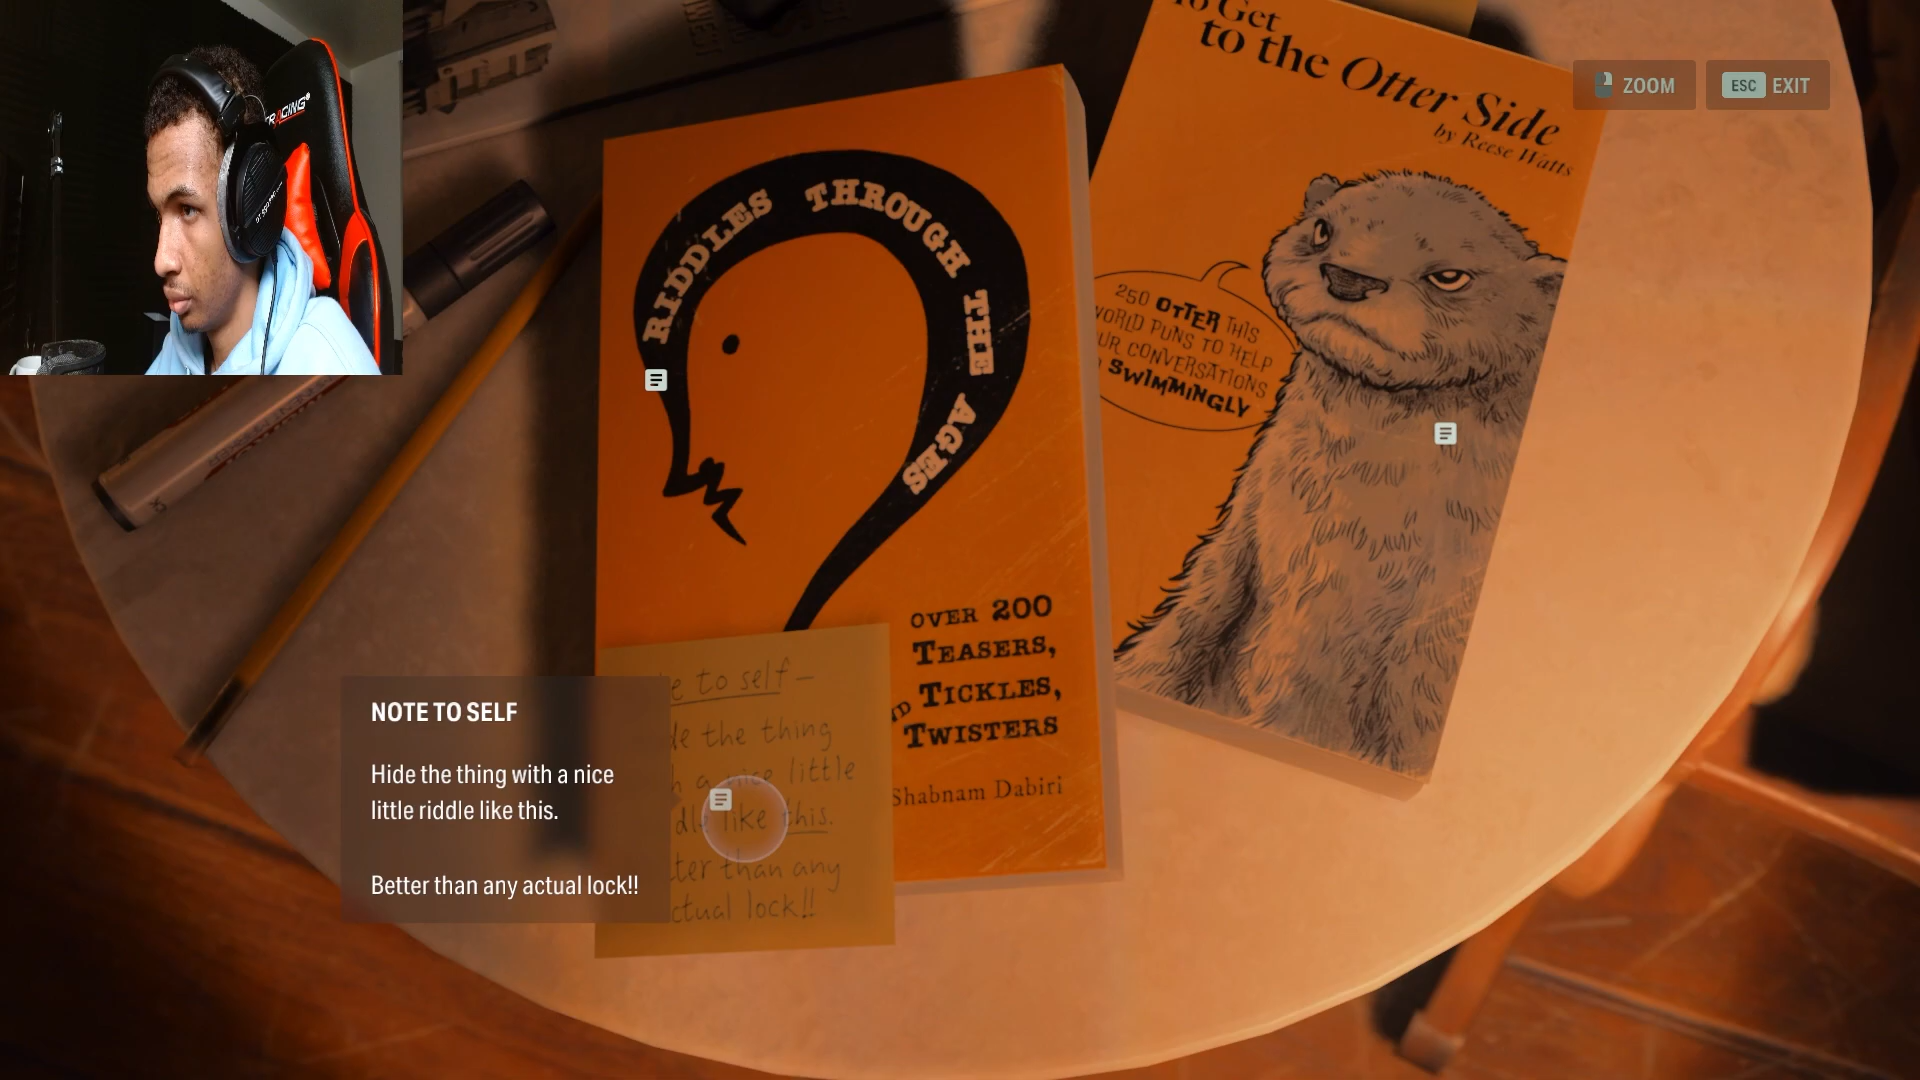 to Get
to the Otter Side
by Reese Watts
250 OTTER THIS
WORLD PUNS TO HELP
CONVERSATIONS
SWIMMINGLY
ZOOM
ESC EXIT
RIDDLES THROUGH THE AGES
OVER 200
TEASERS,
TICKLES,
TWISTERS
Shabnam Dabiri
to self —
the thing
a nice little
like this.
than any
lock!!
NOTE TO SELF
Hide the thing with a nice
little riddle like this.
Better than any actual lock!!